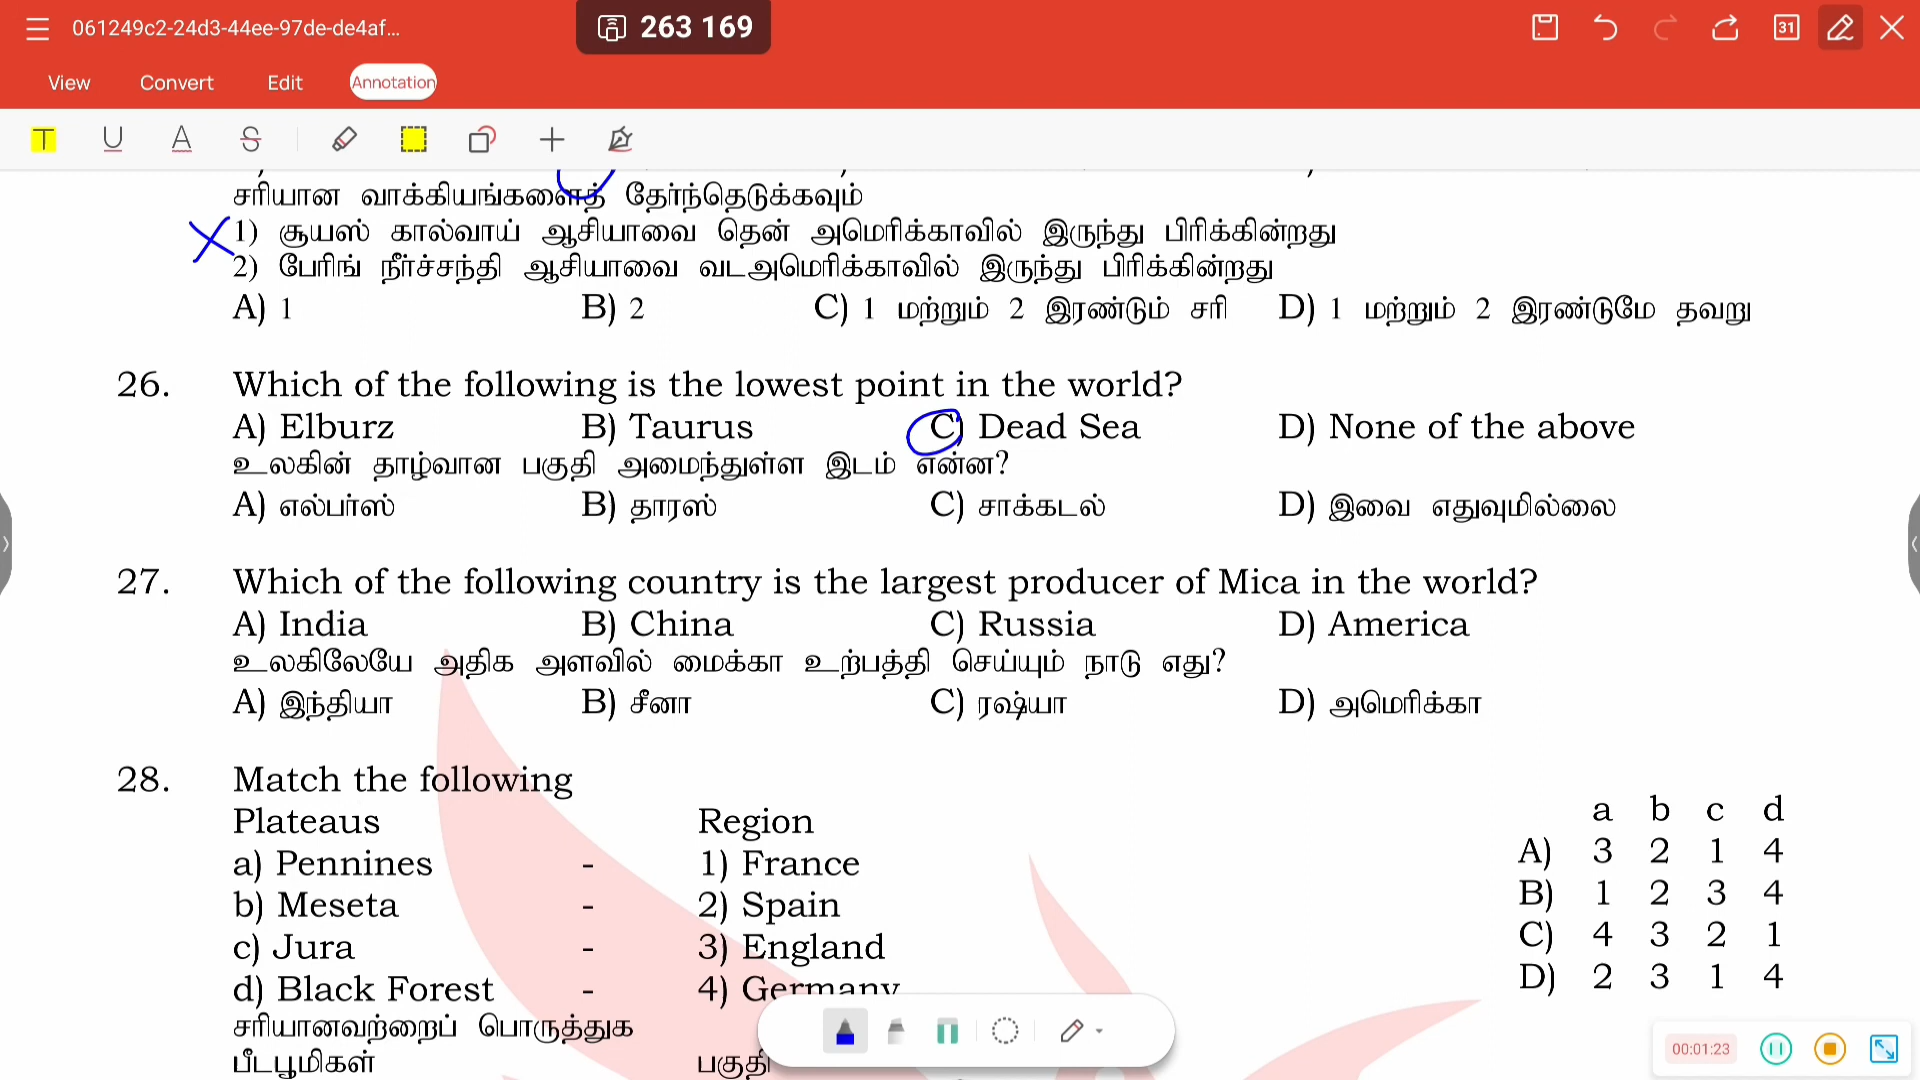 061249c2-24d3-44ee-97de-de4af...
263 169
31
View Convert Edit Annotation
T U A S
சரியான வாக்கியங்களைத் தேர்ந்தெடுக்கவும்
1) சூயஸ் கால்வாய் ஆசியாவை தென் அமெரிக்காவில் இருந்து பிரிக்கின்றது
2) பேரிங் நீர்ச்சந்தி ஆசியாவை வடஅமெரிக்காவில் இருந்து பிரிக்கின்றது
A) 1 B) 2 C) 1 மற்றும் 2 இரண்டும் சரி D) 1 மற்றும் 2 இரண்டுமே தவறு
26. Which of the following is the lowest point in the world?
A) Elburz B) Taurus C) Dead Sea D) None of the above
உலகின் தாழ்வான பகுதி அமைந்துள்ள இடம் என்ன?
A) எல்பர்ஸ் B) தாரஸ் C) சாக்கடல் D) இவை எதுவுமில்லை
27. Which of the following country is the largest producer of Mica in the world?
A) India B) China C) Russia D) America
உலகிலேயே அதிக அளவில் மைக்கா உற்பத்தி செய்யும் நாடு எது?
A) இந்தியா B) சீனா C) ரஷ்யா D) அமெரிக்கா
28. Match the following
Plateaus Region
a) Pennines - 1) France
b) Meseta - 2) Spain
c) Jura - 3) England
d) Black Forest - 4) Germany
a b c d
A) 3 2 1 4
B) 1 2 3 4
C) 4 3 2 1
D) 2 3 1 4
சரியானவற்றைப் பொருத்துக
பீடபூமிகள் பகுதி
00:01:23